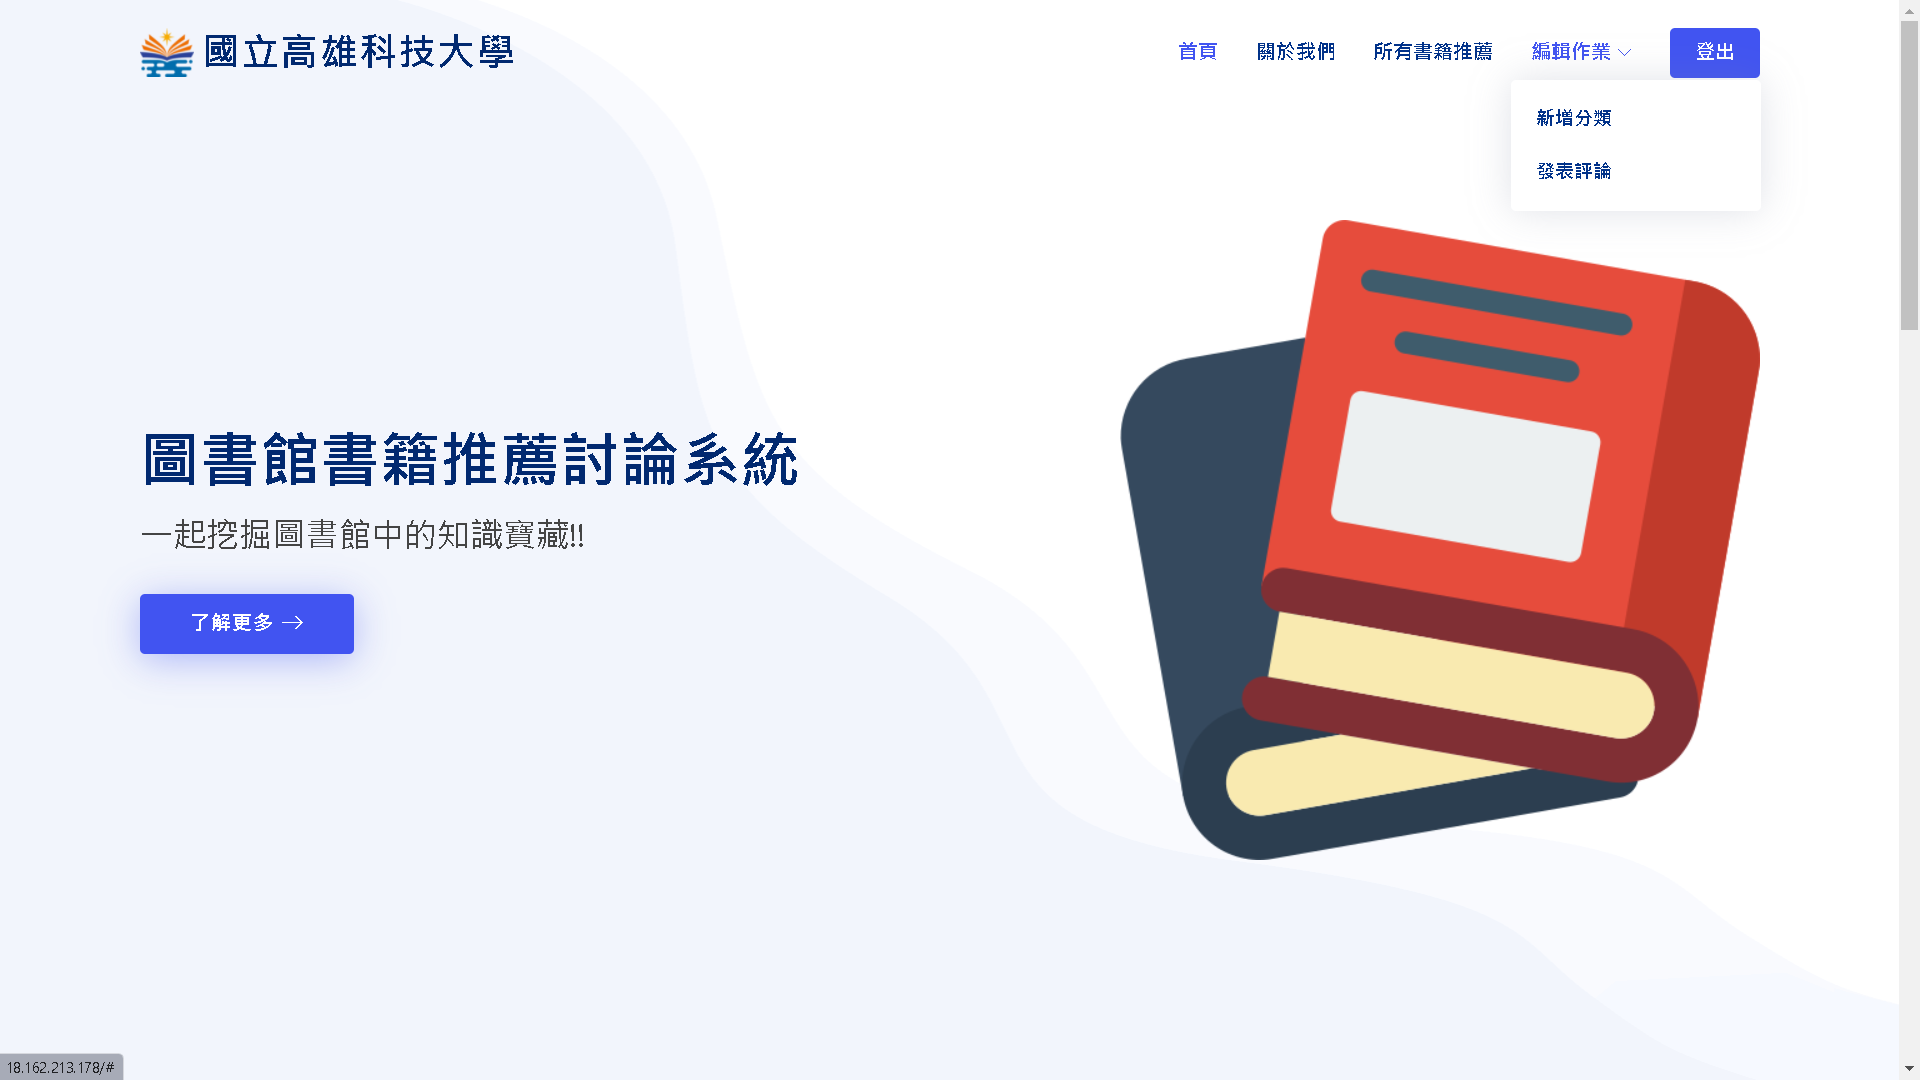 國立高雄科技大學
首頁 關於我們 所有書籍推薦 編輯作業 登出
新增分類
發表評論
圖書館書籍推薦討論系統
一起挖掘圖書館中的知識寶藏!!
了解更多 →
18.162.213.178/#